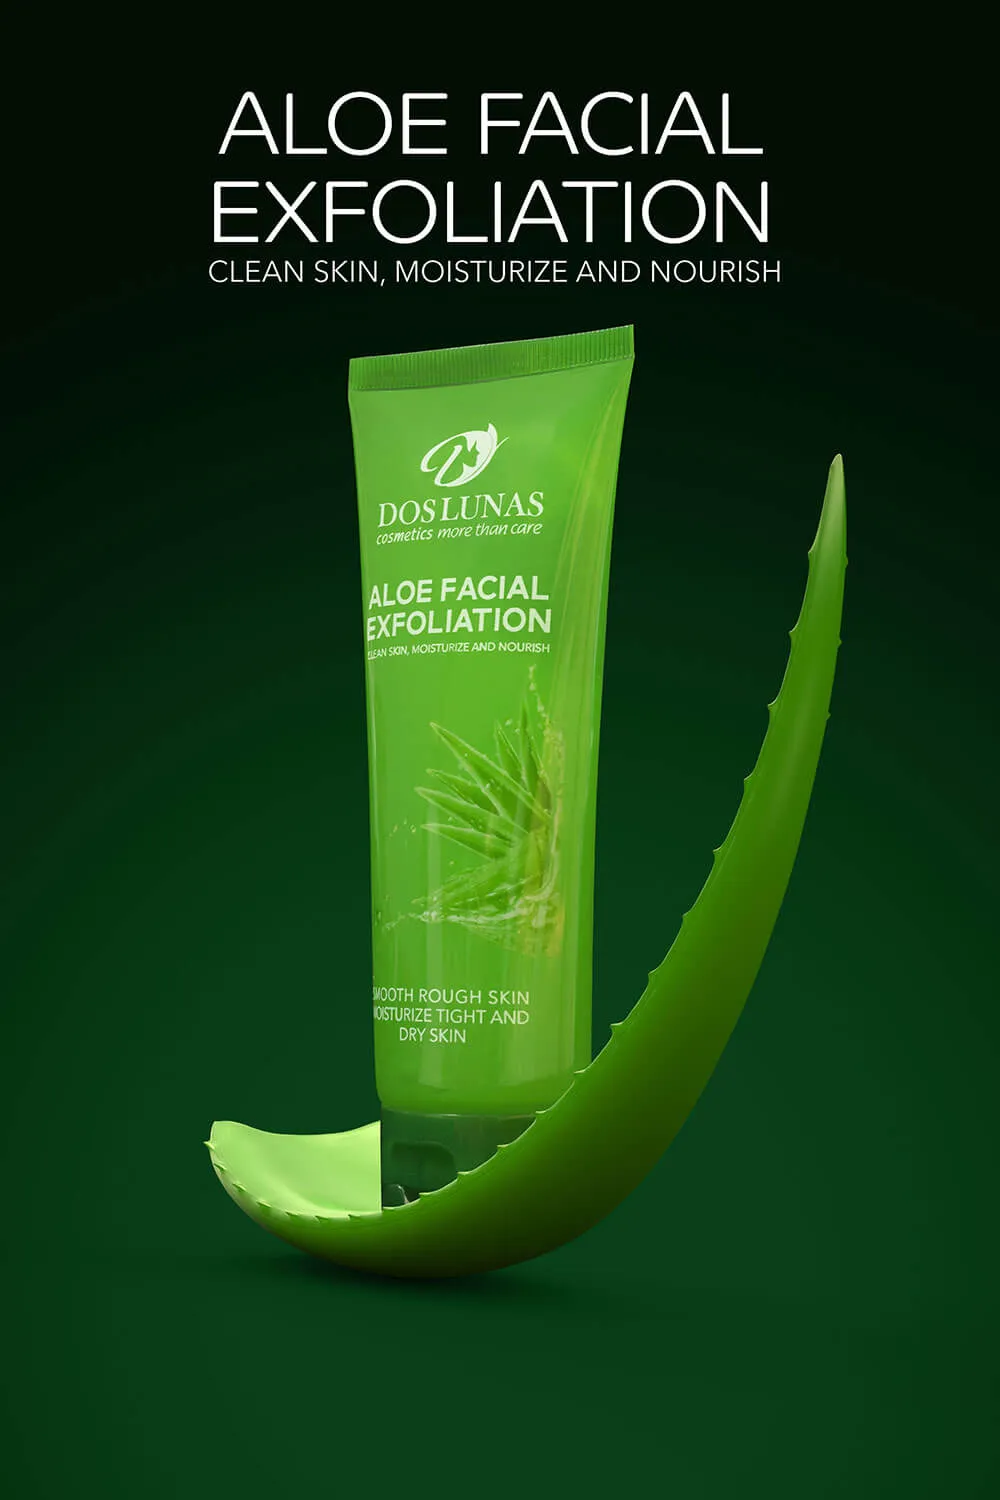 ALOE FACIAL
EXFOLIATION
CLEAN SKIN, MOISTURIZE AND NOURISH
DOS LUNAS
cosmetics more than care
ALOE FACIAL
EXFOLIATION
CLEAN SKIN, MOISTURIZE AND NOURISH
SMOOTH ROUGH SKIN
MOISTURIZE TIGHT AND
DRY SKIN